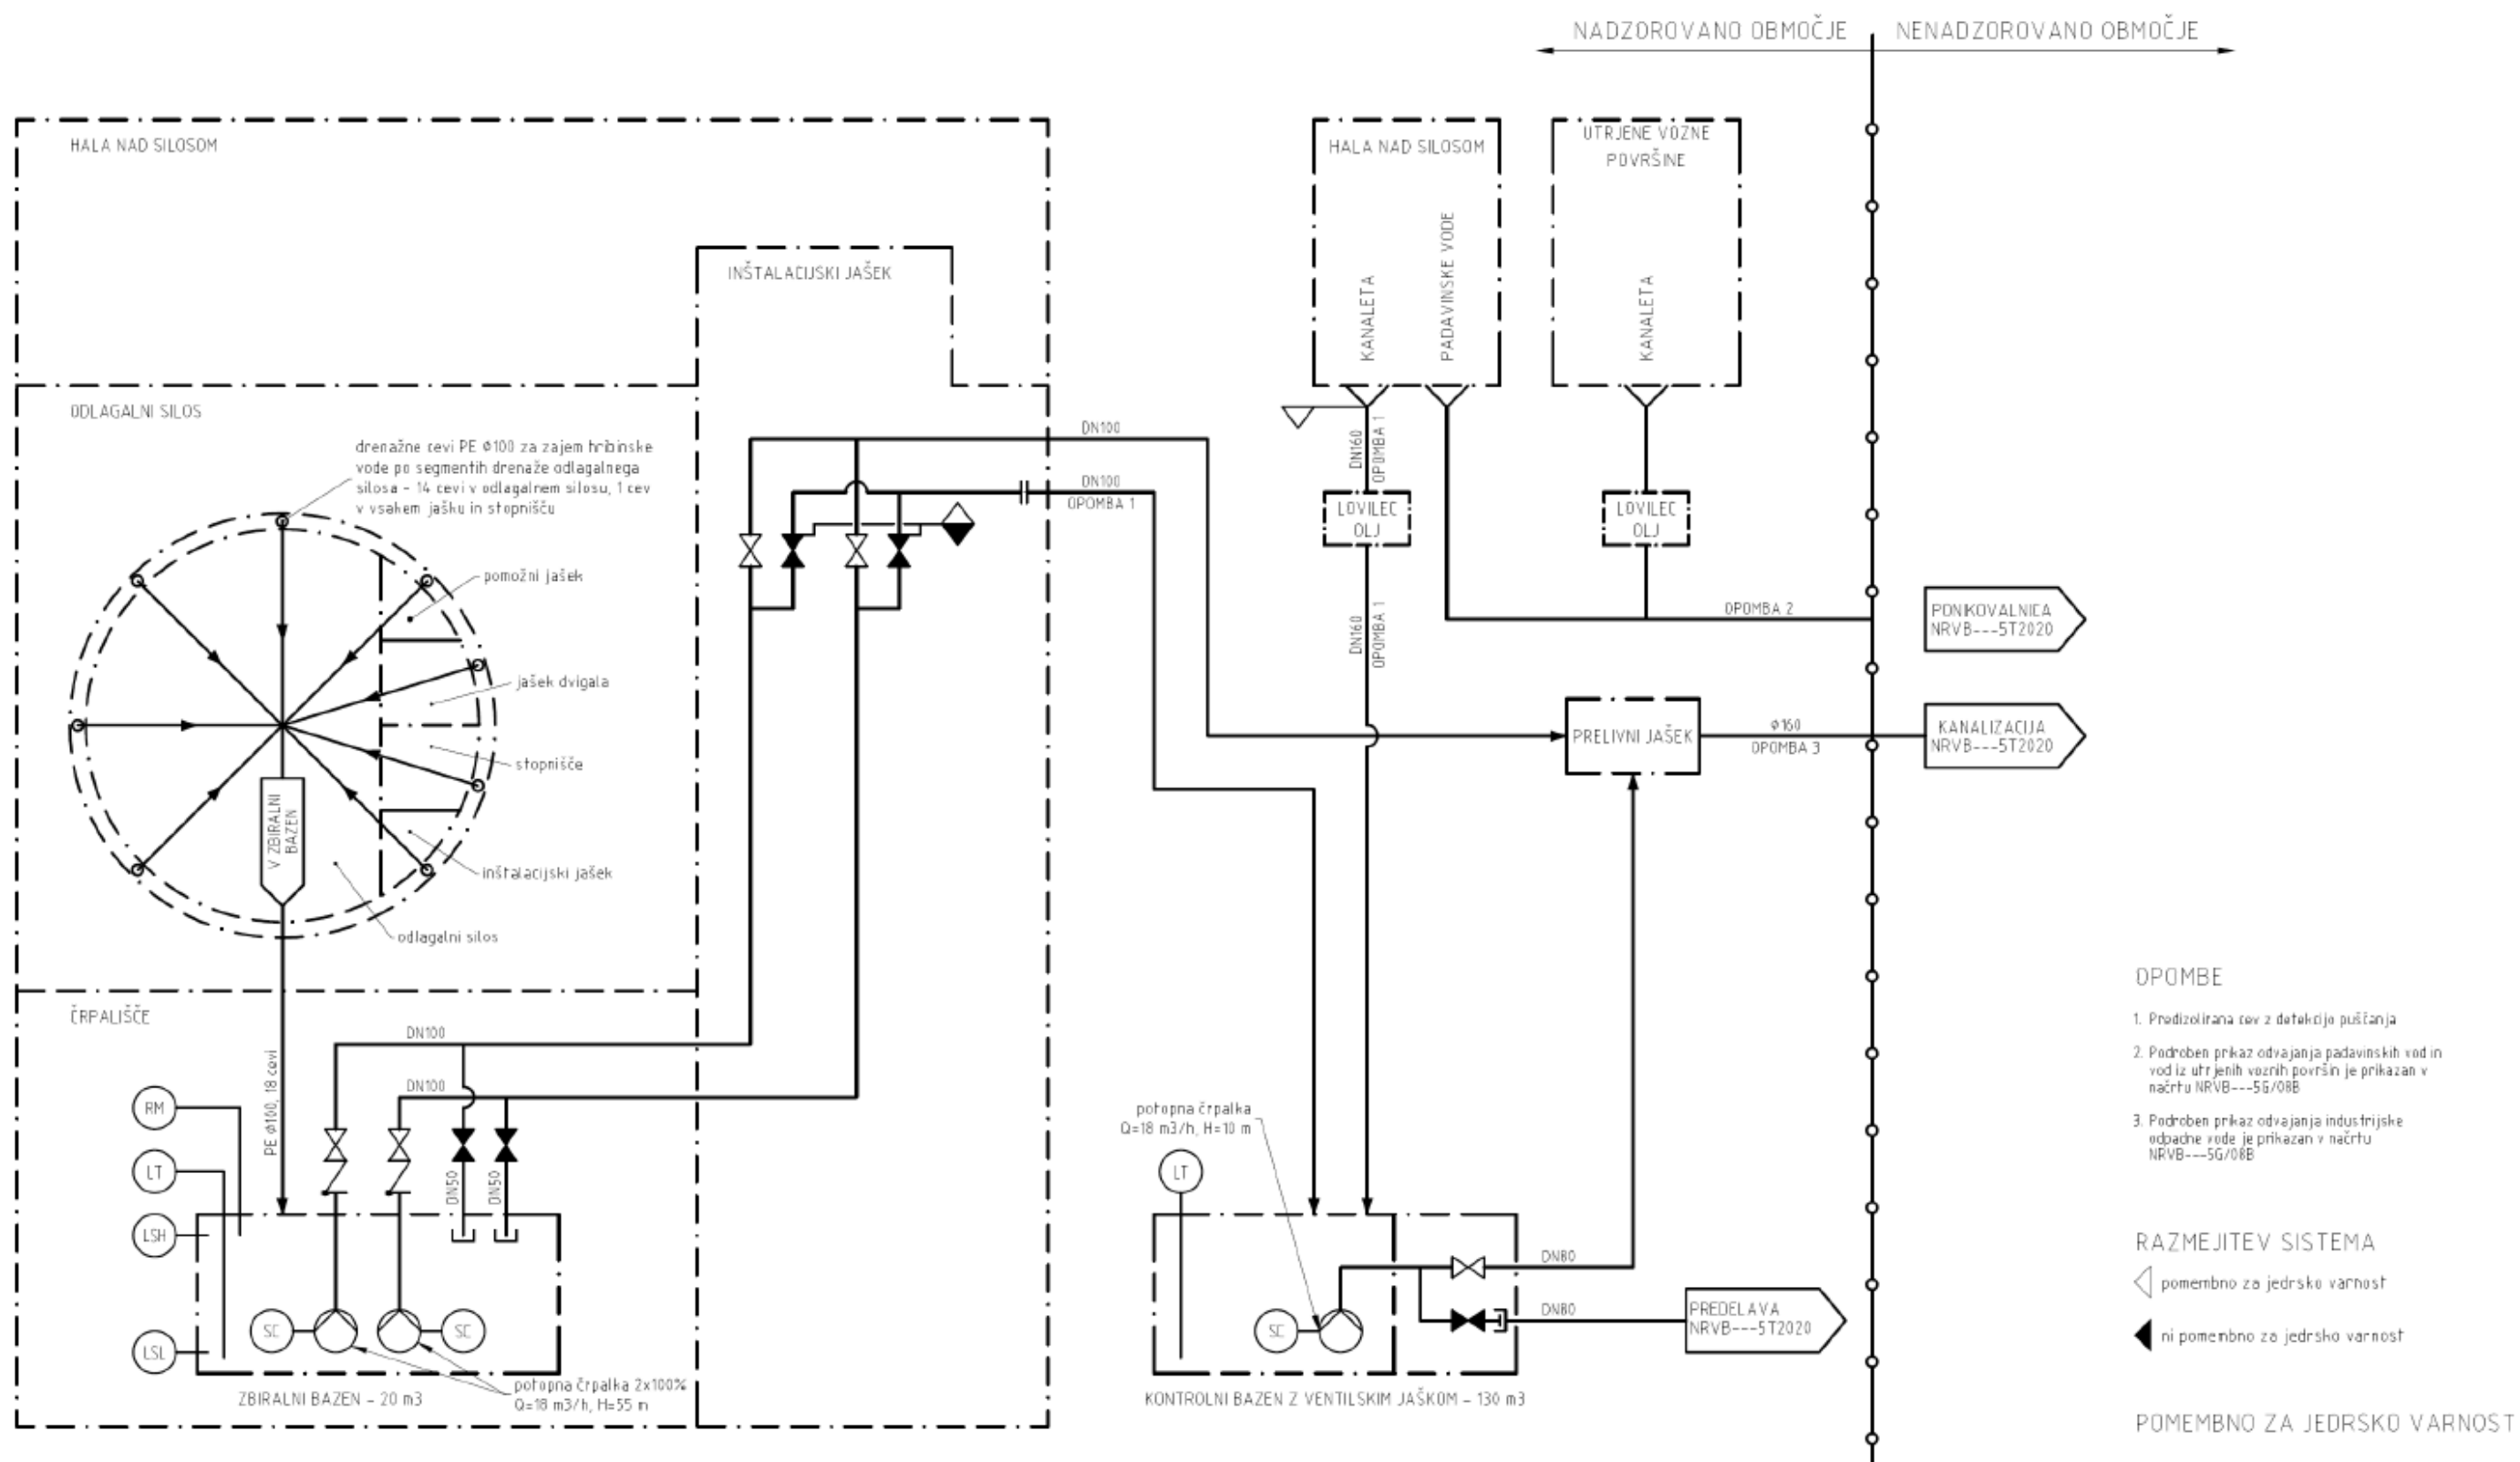 NADZOROVANO OBMOČJE
NENADZOROVANO OBMOČJE
HALA NAD SILOSOM
INŠTALACIJSKI JAŠEK
ODLAGALNI SILOS
drenažne cevi PE Ø100 za zajem hribinske
vode po segmentih drenaže odlagalnega
silosa - 14 cevi v odlagalnem silosu, 1 cev
v vsakem jašku in stopnišču
pomožni jašek
jašek dvigala
stopnišče
inštalacijski jašek
odlagalni silos
V ZBIRALNI
BAZEN
ČRPALIŠČE
PE Ø100, 18 cevi
DN100
DN100
DN50
DN50
RM
LT
LSH
LSL
SC
SC
ZBIRALNI BAZEN - 20 m3
potopna črpalka 2x100%
Q=18 m3/h, H=55 m
DN100
DN100
OPOMBA 1
HALA NAD SILOSOM
KANALETA
PADAVINSKE VODE
UTRJENE VOZNE
POVRŠINE
KANALETA
DN160
OPOMBA 1
LOVILEC
OLJ
LOVILEC
OLJ
DN160
OPOMBA 1
OPOMBA 2
PONIKOVALNICA
NRVB---5T2020
PRELIVNI JAŠEK
Ø160
OPOMBA 3
KANALIZACIJA
NRVB---5T2020
potopna črpalka
Q=18 m3/h, H=10 m
LT
SC
DN80
DN80
PREDELAVA
NRVB---5T2020
KONTROLNI BAZEN Z VENTILSKIM JAŠKOM - 130 m3
OPOMBE
1. Predizolirana cev z detekcijo puščanja
2. Podroben prikaz odvajanja padavinskih vod in
vod iz utrjenih voznih površin je prikazan v
načrtu NRVB---5G/08B
3. Podroben prikaz odvajanja industrijske
odpadne vode je prikazan v načrtu
NRVB---5G/08B
RAZMEJITEV SISTEMA
pomembno za jedrsko varnost
ni pomembno za jedrsko varnost
POMEMBNO ZA JEDRSKO VARNOST